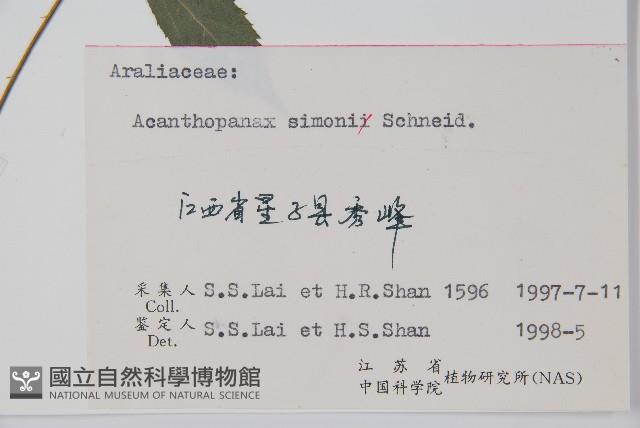 Araliaceae:
Acanthopanax simonii Schneid.
江西省星子县秀峰
采集人 S.S.Lai et H.R.Shan 1596 1997-7-11
Coll.
鉴定人 S.S.Lai et H.S.Shan 1998-5
Det.
江苏省
中国科学院 植物研究所(NAS)
國立自然科學博物館
NATIONAL MUSEUM OF NATURAL SCIENCE